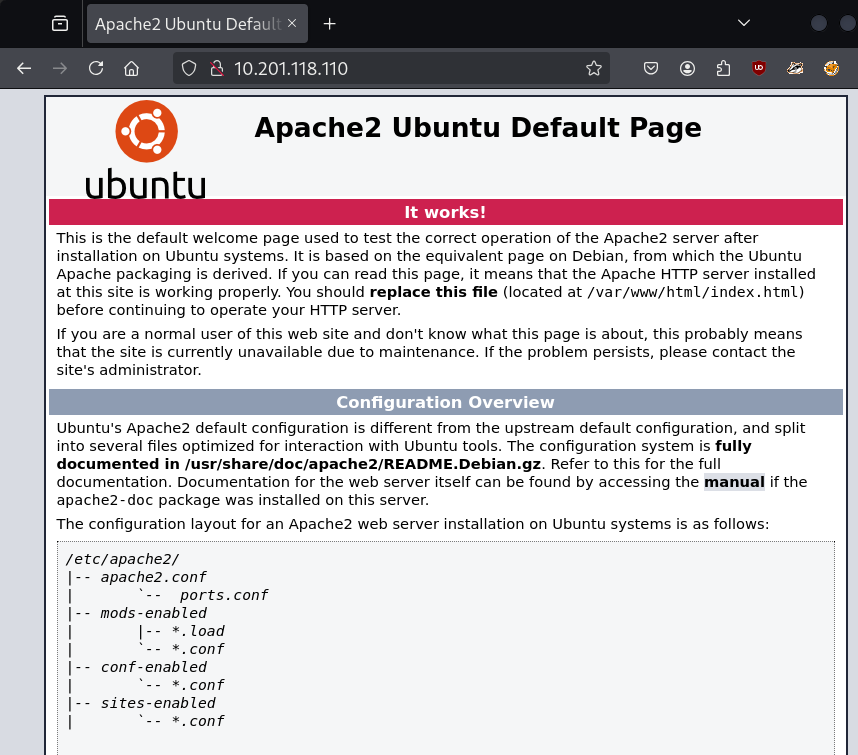 Apache2 Ubuntu Default
10.201.118.110
ubuntu
Apache2 Ubuntu Default Page
It works!
This is the default welcome page used to test the correct operation of the Apache2 server after
installation on Ubuntu systems. It is based on the equivalent page on Debian, from which the Ubuntu
Apache packaging is derived. If you can read this page, it means that the Apache HTTP server installed
at this site is working properly. You should replace this file (located at /var/www/html/index.html)
before continuing to operate your HTTP server.
If you are a normal user of this web site and don't know what this page is about, this probably means
that the site is currently unavailable due to maintenance. If the problem persists, please contact the
site's administrator.
Configuration Overview
Ubuntu's Apache2 default configuration is different from the upstream default configuration, and split
into several files optimized for interaction with Ubuntu tools. The configuration system is fully
documented in /usr/share/doc/apache2/README.Debian.gz. Refer to this for the full
documentation. Documentation for the web server itself can be found by accessing the manual if the
apache2-doc package was installed on this server.
The configuration layout for an Apache2 web server installation on Ubuntu systems is as follows:
/etc/apache2/
|-- apache2.conf
|       `--  ports.conf
|-- mods-enabled
|       |-- *.load
|       `-- *.conf
|-- conf-enabled
|       `-- *.conf
|-- sites-enabled
|       `-- *.conf